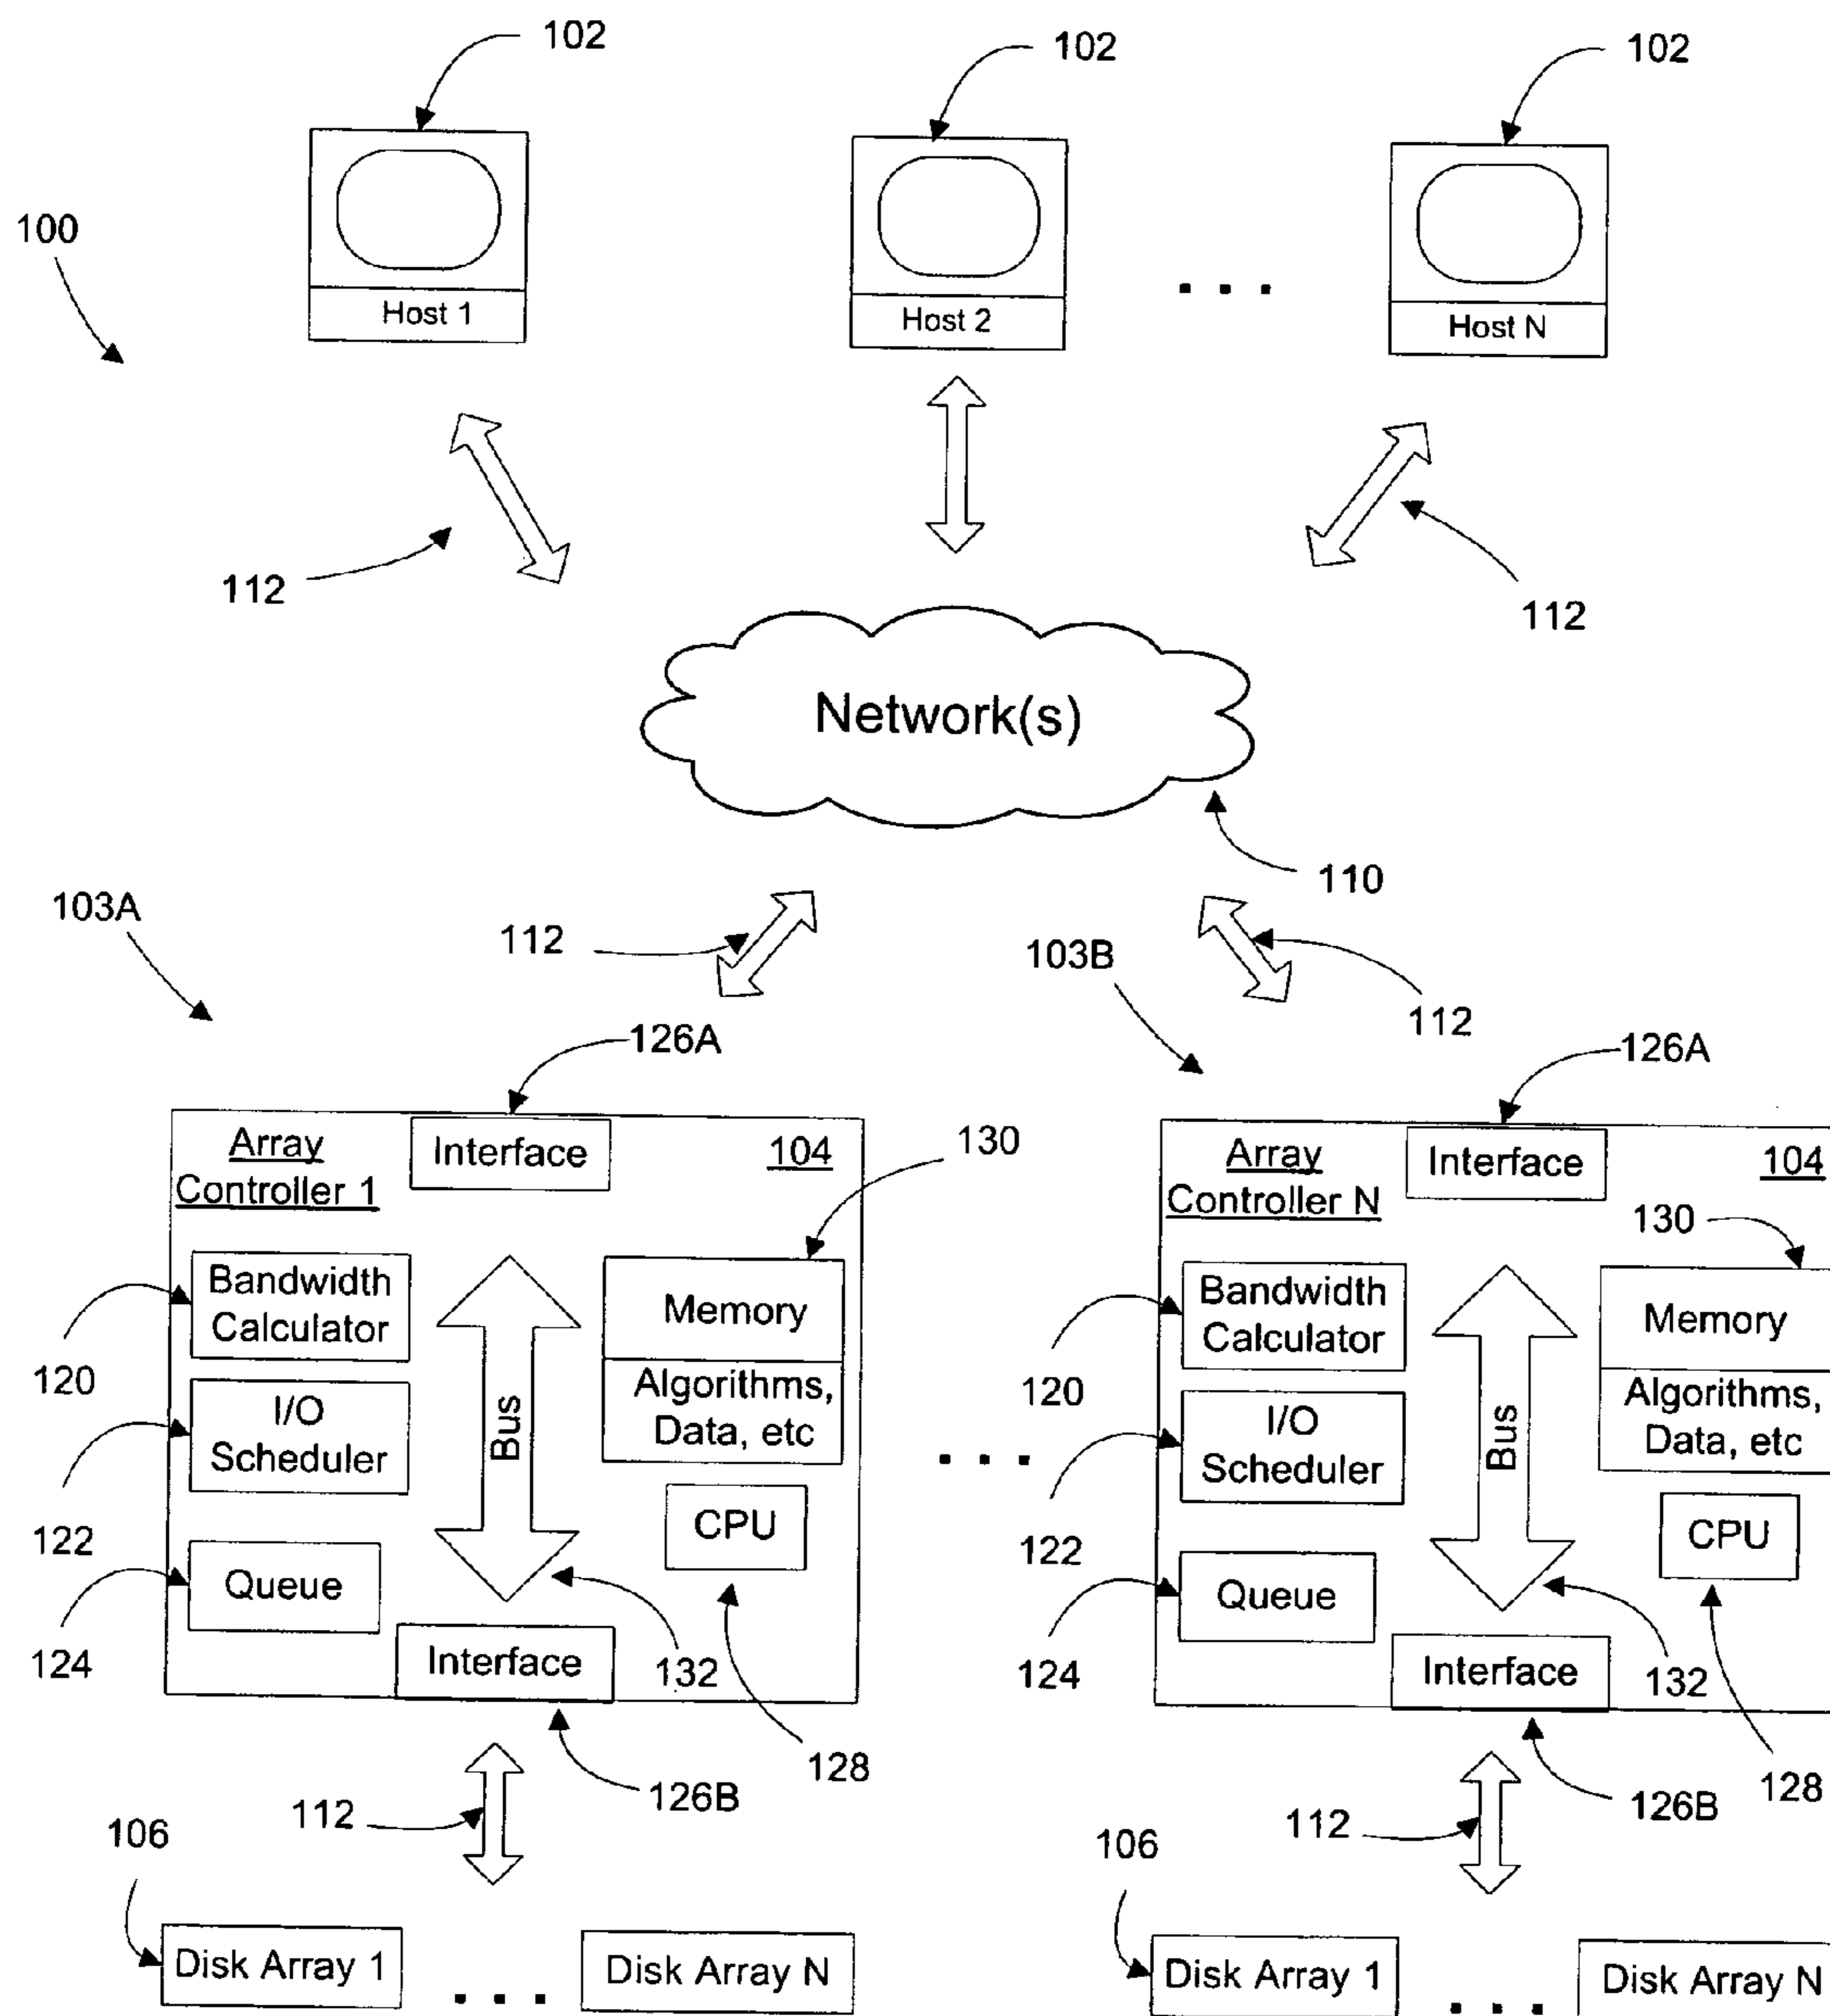 102
102
102
100
Host 1
Host 2
Host N
112
112
Network(s)
110
103A
112
103B
112
126A
126A
Array
Controller 1
Interface
104
130
Array
Controller N
Interface
104
130
Bandwidth
Calculator
120
Memory
Bandwidth
Calculator
120
Memory
I/O
Scheduler
122
Bus
Algorithms,
Data, etc
I/O
Scheduler
122
Bus
Algorithms,
Data, etc
CPU
CPU
Queue
124
Queue
124
Interface
132
Interface
132
128
128
126B
126B
112
112
106
106
Disk Array 1
Disk Array N
Disk Array 1
Disk Array N